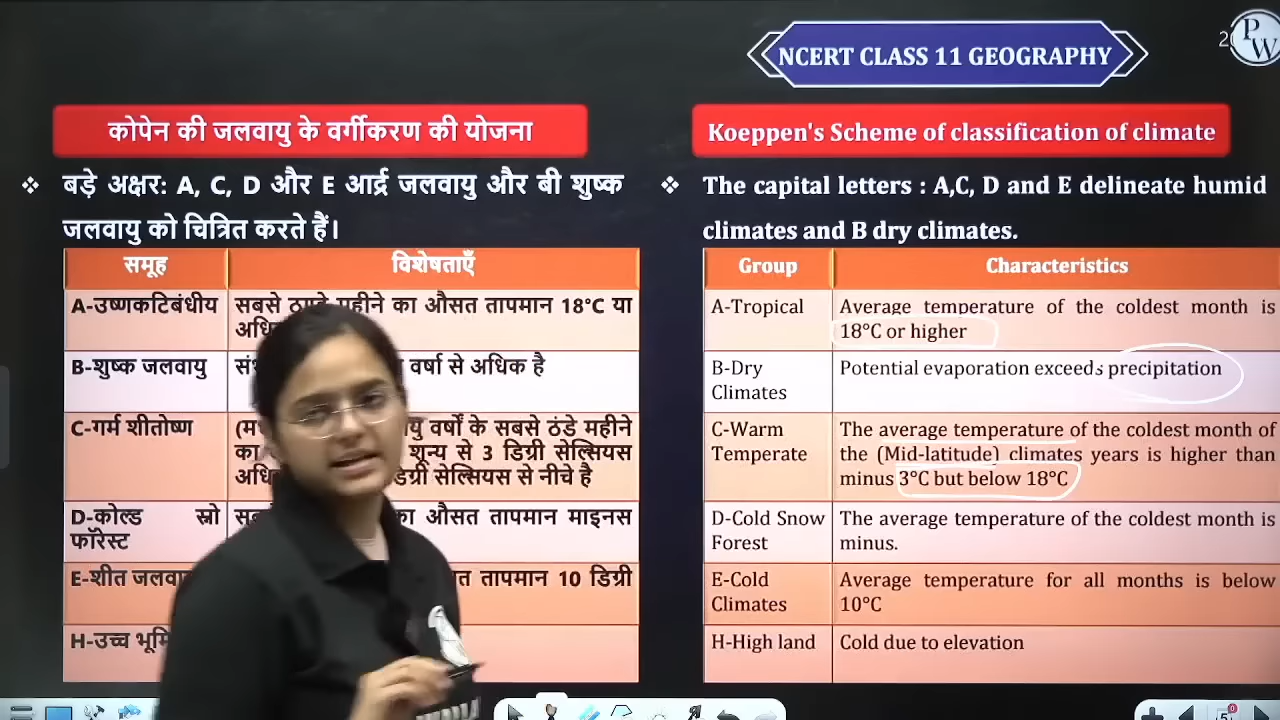 NCERT CLASS 11 GEOGRAPHY
2
PW
कोपेन की जलवायु के वर्गीकरण की योजना
❖ बड़े अक्षर: A, C, D और E आर्द्र जलवायु और बी शुष्क
जलवायु को चित्रित करते हैं।
समूह विशेषताएँ
A-उष्णकटिबंधीय सबसे ठण्डे महीने का औसत तापमान 18°C या
B-शुष्क जलवायु वर्षा से अधिक है
C-गर्म शीतोष्ण वर्षों के सबसे ठंडे महीने
का शून्य से 3 डिग्री सेल्सियस
सेल्सियस से नीचे है
D-कोल्ड स्नो का औसत तापमान माइनस
फॉरेस्ट
तापमान 10 डिग्री
Koeppen's Scheme of classification of climate
❖ The capital letters : A,C, D and E delineate humid
climates and B dry climates.
Group Characteristics
A-Tropical Average temperature of the coldest month is
18°C or higher
B-Dry Potential evaporation exceeds precipitation
Climates
C-Warm The average temperature of the coldest month of
Temperate the (Mid-latitude) climates years is higher than
minus 3°C but below 18°C
D-Cold Snow The average temperature of the coldest month is
Forest minus.
E-Cold Average temperature for all months is below
Climates 10°C
H-High land Cold due to elevation